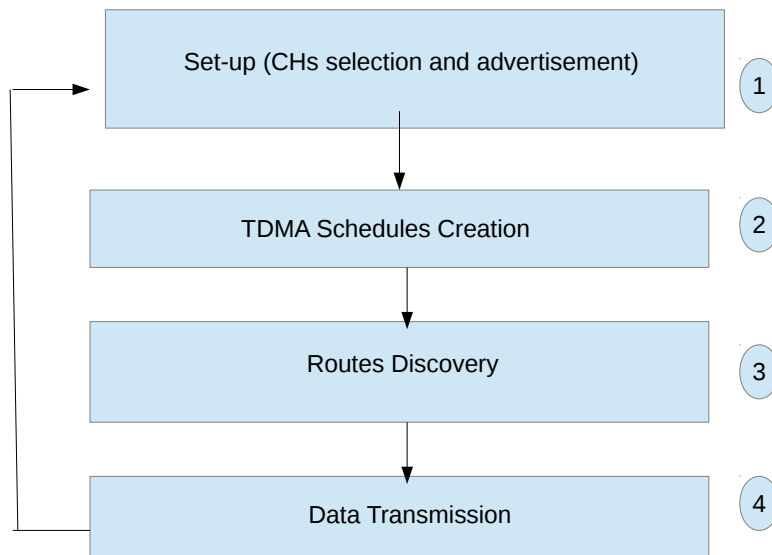 Set-up (CHs selection and advertisement)
1
TDMA Schedules Creation
2
Routes Discovery
3
Data Transmission
4